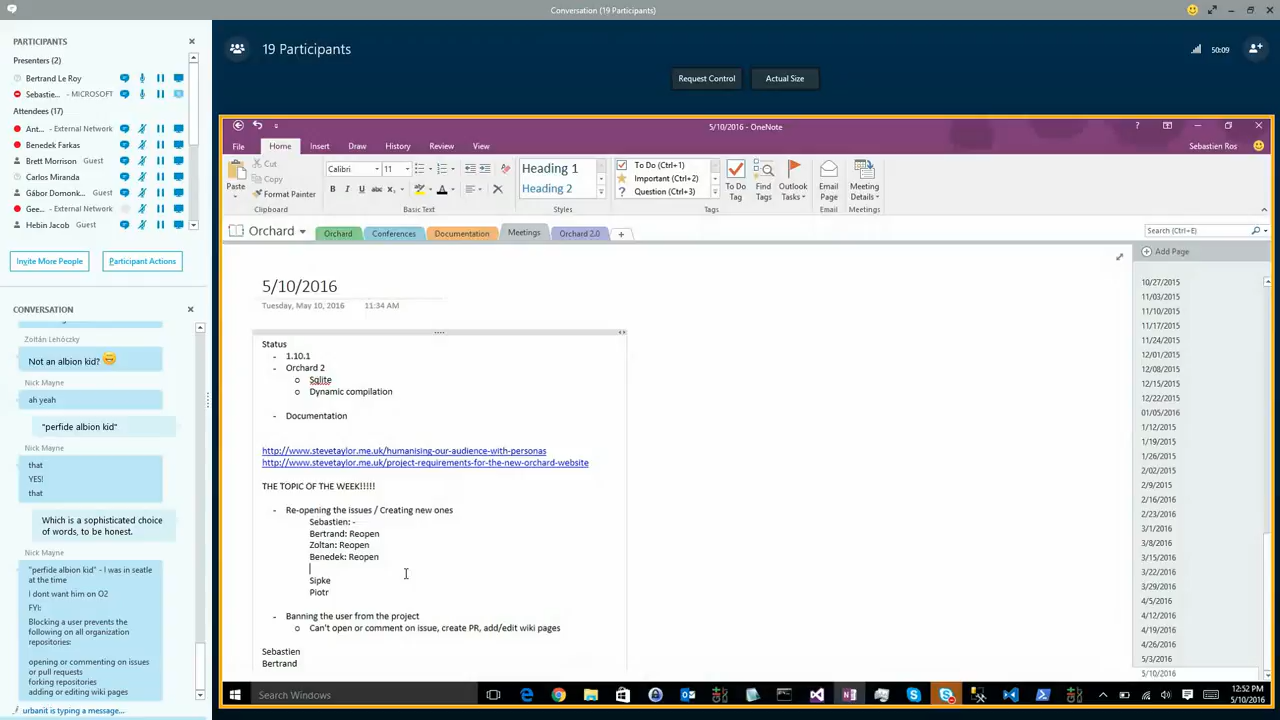 Conversation (19 Participants)
PARTICIPANTS
Presenters (2)
Bertrand Le Roy
Sebastie... - MICROSOFT
Attendees (17)
Ant... - External Network
Benedek Farkas
Brett Morrison Guest
Carlos Miranda
Gábor Domonk... Guest
Gee... - External Network
Hebin Jacob Guest
Invite More People
Participant Actions
CONVERSATION
Zoltán Lehóczky
Not an albion kid?
Nick Mayne
ah yeah
"perfide albion kid"
Nick Mayne
that
YES!
that
Which is a sophisticated choice
of words, to be honest.
Nick Mayne
"perfide albion kid" - I was in seatle
at the time
I dont want him on O2
FYI:
Blocking a user prevents the
following on all organization
repositories:
opening or commenting on issues
or pull requests
forking repositories
adding or editing wiki pages
urbanit is typing a message...
19 Participants
50:09
Request Control
Actual Size
5/10/2016 - OneNote
File
Home
Insert
Draw
History
Review
View
Sebastien Ros
Paste
Cut
Copy
Format Painter
Clipboard
Calibri
11
Basic Text
Heading 1
Heading 2
Styles
To Do (Ctrl+1)
Important (Ctrl+2)
Question (Ctrl+3)
To Do
Tag
Find
Tags
Outlook
Tasks
Tags
Email
Page
Email
Meeting
Details
Meetings
Orchard
Orchard
Conferences
Documentation
Meetings
Orchard 2.0
Search (Ctrl+E)
Add Page
5/10/2016
Tuesday, May 10, 2016 11:34 AM
Status
- 1.10.1
- Orchard 2
o Sqlite
o Dynamic compilation
- Documentation
http://www.stevetaylor.me.uk/humanising-our-audience-with-personas
http://www.stevetaylor.me.uk/project-requirements-for-the-new-orchard-website
THE TOPIC OF THE WEEK!!!!!
- Re-opening the issues / Creating new ones
Sebastien: -
Bertrand: Reopen
Zoltan: Reopen
Benedek: Reopen
Sipke
Piotr
- Banning the user from the project
o Can't open or comment on issue, create PR, add/edit wiki pages
Sebastien
Bertrand
10/27/2015
11/03/2015
11/10/2015
11/17/2015
11/24/2015
12/01/2015
12/08/2015
12/15/2015
12/22/2015
01/05/2016
1/12/2015
1/19/2015
1/26/2015
2/02/2015
2/9/2015
2/16/2016
2/23/2016
3/1/2016
3/8/2016
3/15/2016
3/22/2016
3/29/2016
4/5/2016
4/12/2016
4/19/2016
4/26/2016
5/3/2016
5/10/2016
Search Windows
12:52 PM
5/10/2016